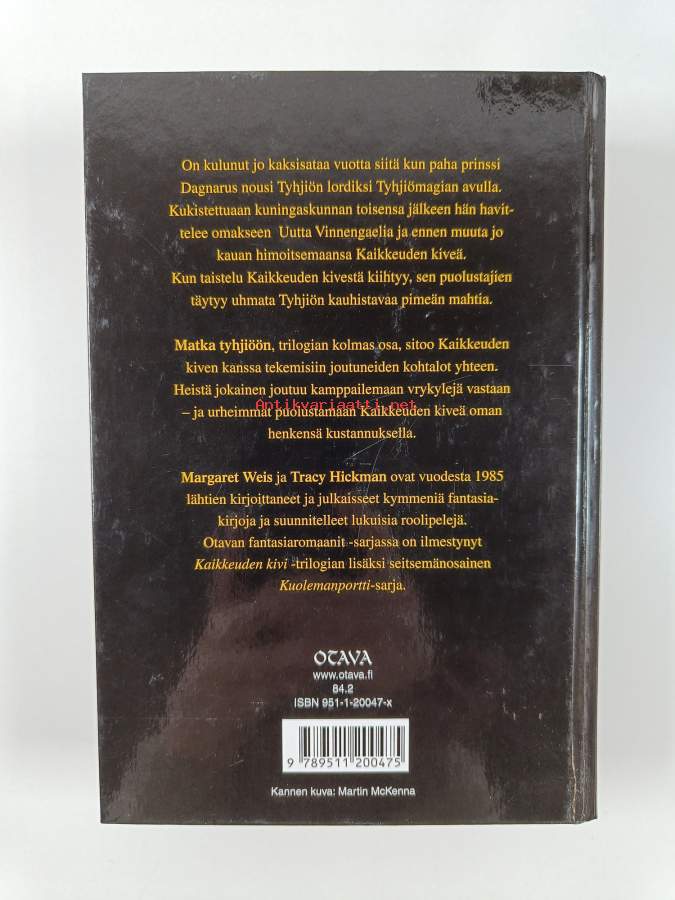 On kulunut jo kaksisataa vuotta siitä kun paha prinssi
Dagnarus nousi Tyhjiön lordiksi Tyhjiömagian avulla.
Kukistettuaan kuningaskunnan toisensa jälkeen hän havit-
telee omakseen Uutta Vinnengaelia ja ennen muuta jo
kauan himoitsemaansa Kaikkeuden kiveä.
Kun taistelu Kaikkeuden kivestä kiihtyy, sen puolustajien
täytyy uhmata Tyhjiön kauhistavaa pimeän mahtia.
Matka tyhjiöön, trilogian kolmas osa, sitoo Kaikkeuden
kiven kanssa tekemisiin joutuneiden kohtalot yhteen.
Heistä jokainen joutuu kamppailemaan vrykylejä vastaan
Antikvariaatti.net
– ja urheimmat puolustamaan Kaikkeuden kiveä oman
henkensä kustannuksella.
Margaret Weis ja Tracy Hickman ovat vuodesta 1985
lähtien kirjoittaneet ja julkaisseet kymmeniä fantasia-
kirjoja ja suunnitelleet lukuisia roolipelejä.
Otavan fantasiaromaanit -sarjassa on ilmestynyt
Kaikkeuden kivi -trilogian lisäksi seitsemänosainen
Kuolemanportti-sarja.
OTAVA
www.otava.fi
84.2
ISBN 951-1-20047-x
9 789511 200475
Kannen kuva: Martin McKenna